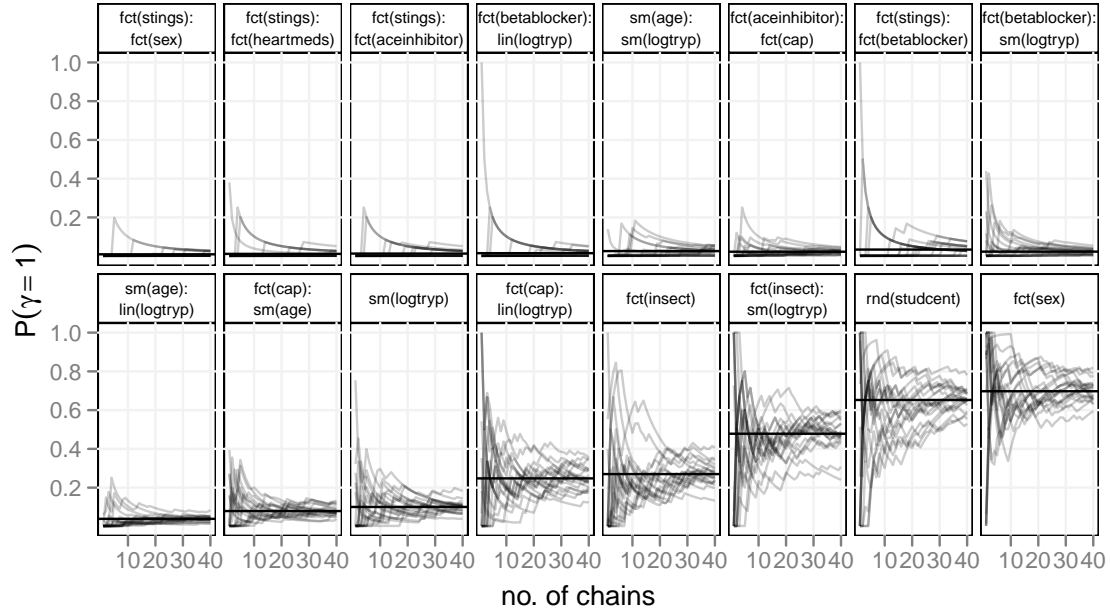 fct(stings): fct(stings): fct(stings): fct(betablocker): sm(age): fct(aceinhibitor): fct(stings): fct(betablocker):
fct(sex) fct(heartmeds) fct(aceinhibitor) lin(logtryp) sm(logtryp) fct(cap) fct(betablocker) sm(logtryp)
1.0
0.8
0.6
0.4
0.2
P(γ = 1)
sm(age): fct(cap): sm(logtryp) fct(cap): fct(insect) fct(insect): rnd(studcent) fct(sex)
lin(logtryp) sm(age) lin(logtryp) sm(logtryp)
1.0
0.8
0.6
0.4
0.2
10203040 10203040 10203040 10203040 10203040 10203040 10203040 10203040
no. of chains